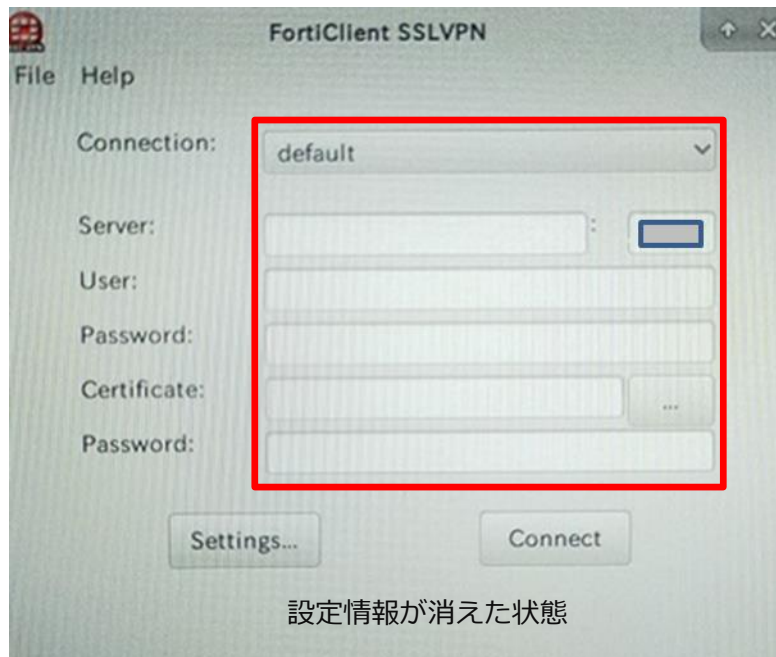 FortiClient SSLVPN
File Help
Connection: default
Server: :
User:
Password:
Certificate: ...
Password:
Settings... Connect
設定情報が消えた状態